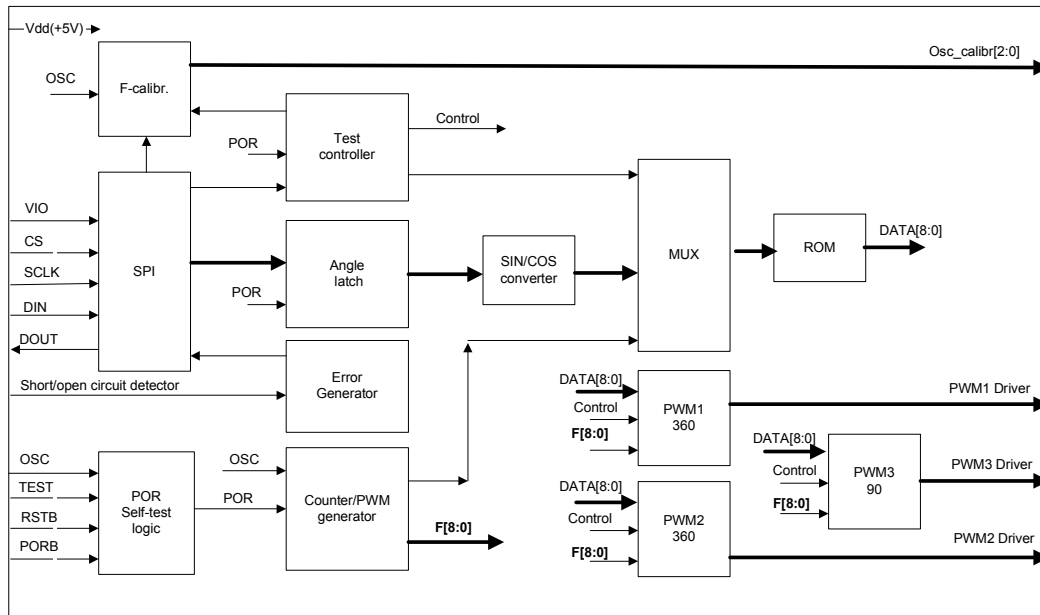 Vdd(+5V)
Osc_calibr[2:0]
OSC
F-calibr.
Control
POR
Test
controller
VIO
CS
SCLK
DIN
DOUT
SPI
Angle
latch
POR
SIN/COS
converter
MUX
ROM
DATA[8:0]
Short/open circuit detector
Error
Generator
DATA[8:0]
Control
F[8:0]
PWM1
360
PWM1 Driver
DATA[8:0]
Control
F[8:0]
PWM3
90
PWM3 Driver
OSC
TEST
RSTB
PORB
POR
Self-test
logic
OSC
POR
Counter/PWM
generator
F[8:0]
DATA[8:0]
Control
F[8:0]
PWM2
360
PWM2 Driver